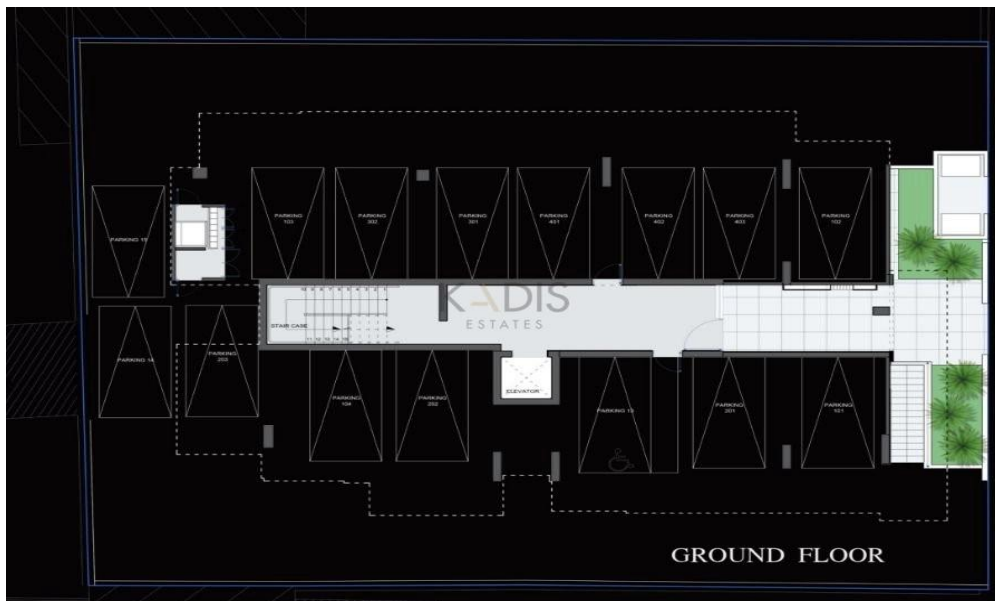 PARKING
103
PARKING
302
PARKING
301
PARKING
401
PARKING
402
PARKING
403
PARKING
102
PARKING 15
KADIS
ESTATES
STAIR CASE
PARKING 14
PARKING
203
PARKING
104
PARKING
202
ELEVATOR
PARKING 13
PARKING
201
PARKING
101
GROUND FLOOR